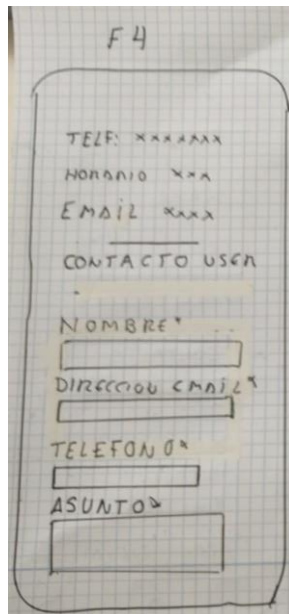 F4
TELF: xxxxxxx
HORARIO xxx
EMAIL xxxx
CONTACTO USER
NOMBRE*
DIRECCION EMAIL*
TELEFONO*
ASUNTO*